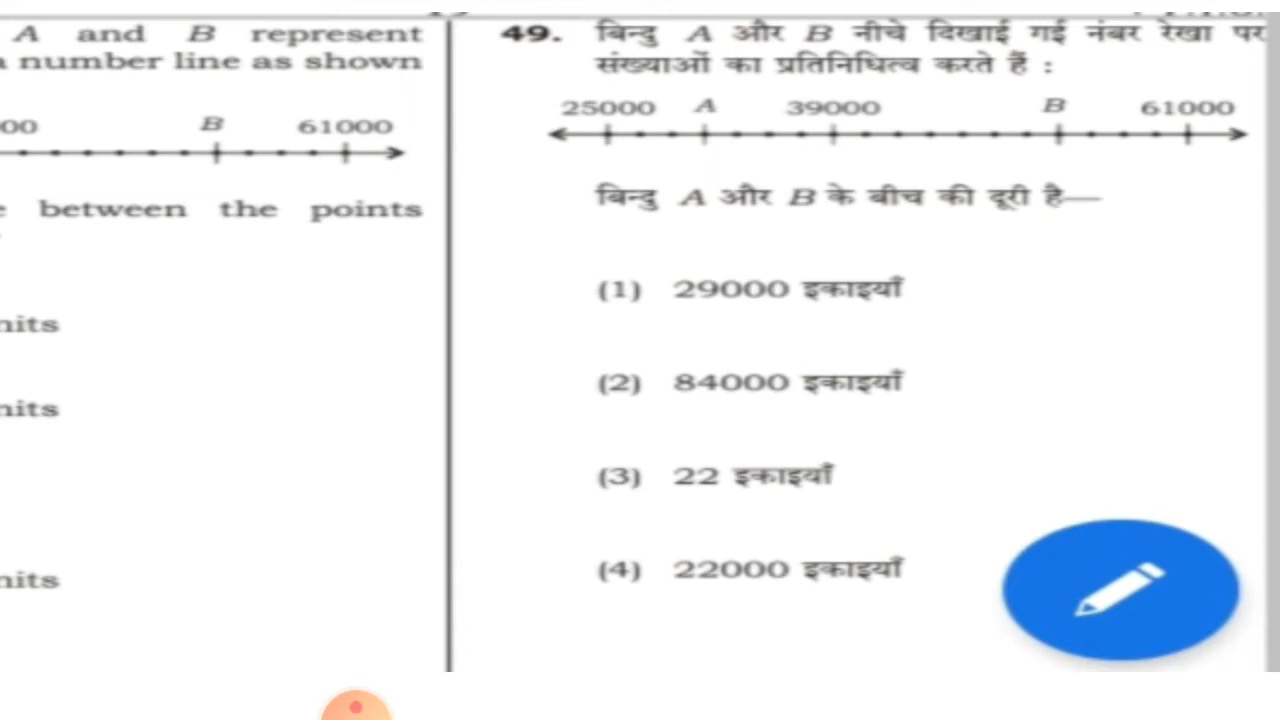 A and B represent
number line as shown
00 B 61000
between the points
nits
nits
nits
49. बिन्दु A और B नीचे दिखाई गई नंबर रेखा पर
संख्याओं का प्रतिनिधित्व करते हैं :
25000 A 39000 B 61000
बिन्दु A और B के बीच की दूरी है—
(1) 29000 इकाइयाँ
(2) 84000 इकाइयाँ
(3) 22 इकाइयाँ
(4) 22000 इकाइयाँ